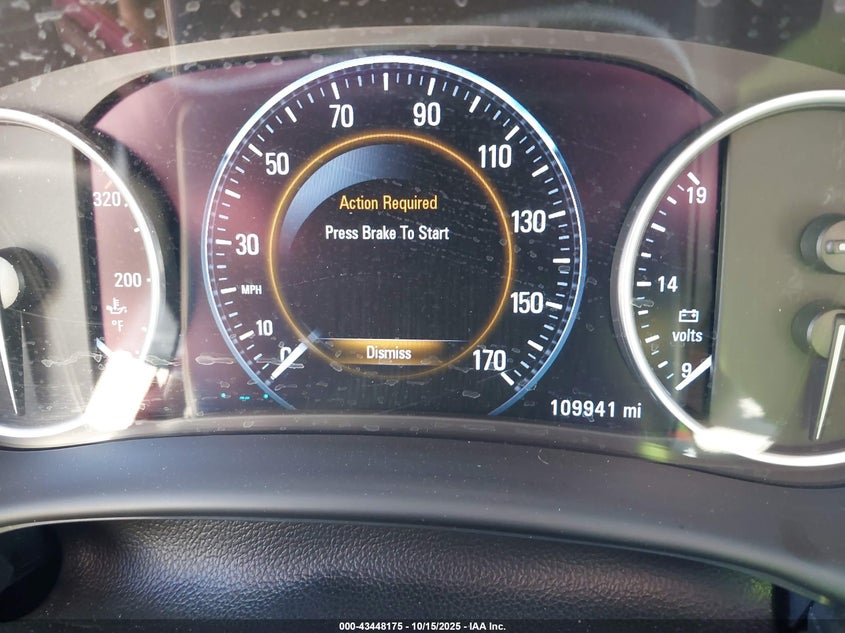 70
90
50
110
320
Action Required
19
130
Press Brake To Start
30
200
14
MPH
150
°F
10
volts
0
Dismiss
170
9
109941 mi
000-43448175 - 10/15/2025 - IAA Inc.